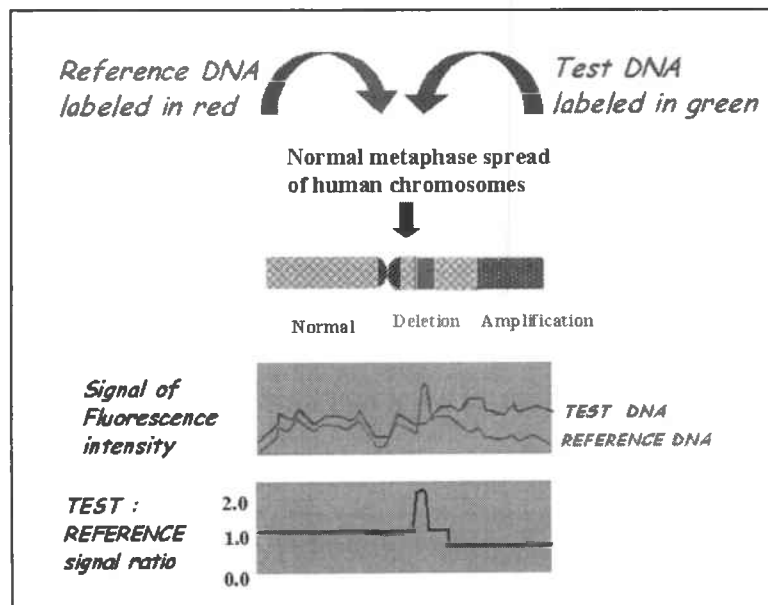 Reference DNA
labeled in red
Test DNA
labeled in green
Normal metaphase spread
of human chromosomes
Normal
Deletion
Amplification
Signal of
Fluorescence
intensity
TEST DNA
REFERENCE DNA
TEST :
REFERENCE
signal ratio
2.0
1.0
0.0